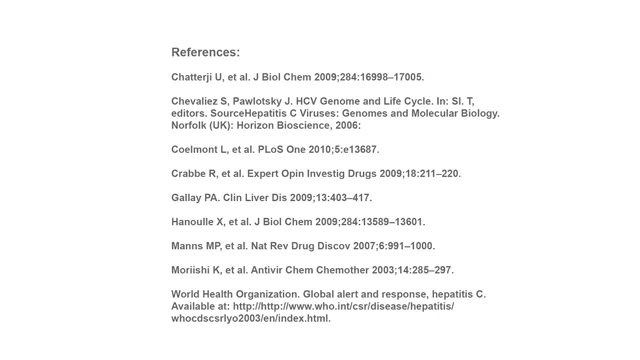 References:
Chatterji U, et al. J Biol Chem 2009;284:16998–17005.
Chevaliez S, Pawlotsky J. HCV Genome and Life Cycle. In: SI. T,
editors. SourceHepatitis C Viruses: Genomes and Molecular Biology.
Norfolk (UK): Horizon Bioscience, 2006:
Coelmont L, et al. PLoS One 2010;5:e13687.
Crabbe R, et al. Expert Opin Investig Drugs 2009;18:211–220.
Gallay PA. Clin Liver Dis 2009;13:403–417.
Hanoulle X, et al. J Biol Chem 2009;284:13589–13601.
Manns MP, et al. Nat Rev Drug Discov 2007;6:991–1000.
Moriishi K, et al. Antivir Chem Chemother 2003;14:285–297.
World Health Organization. Global alert and response, hepatitis C.
Available at: http://http://www.who.int/csr/disease/hepatitis/
whocdscsrlyo2003/en/index.html.